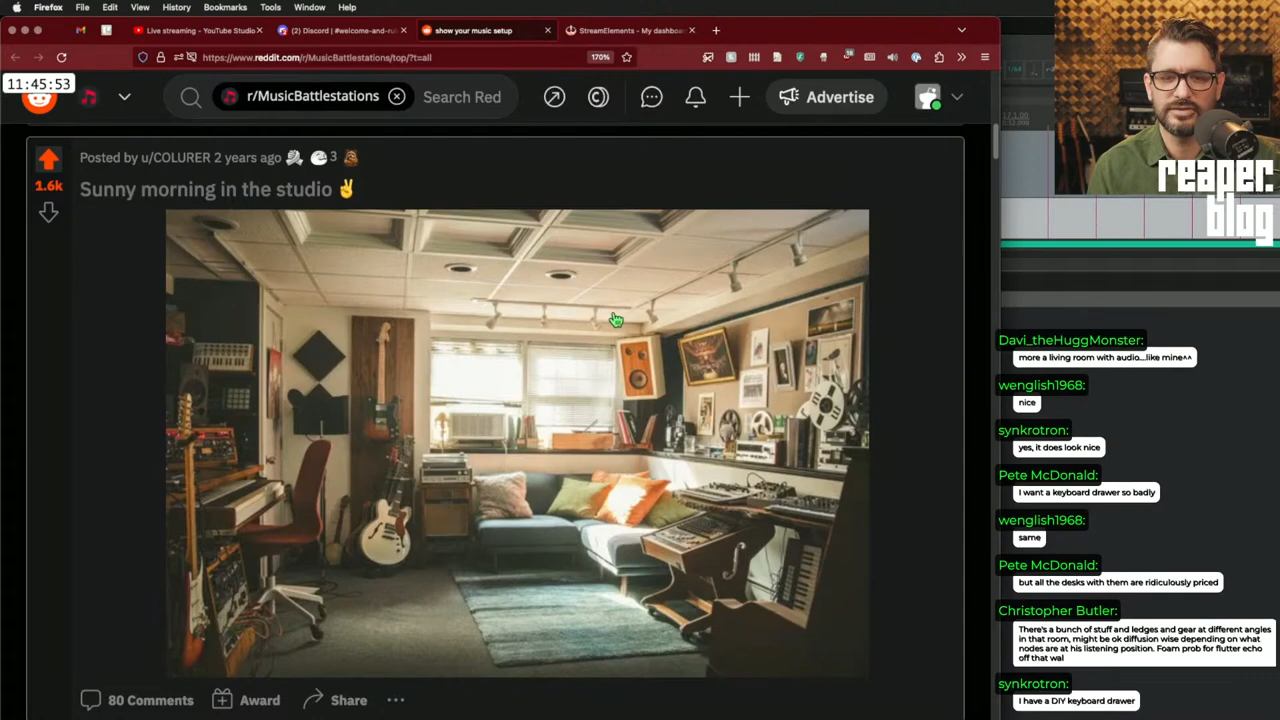 Firefox File Edit View History Bookmarks Tools Window Help
Live streaming - YouTube Studio
(2) Discord | #welcome-and-ru
show your music setup
StreamElements - My dashboa
https://www.reddit.com/r/MusicBattlestations/top/?t=all
170%
11:45:53
r/MusicBattlestations
Search Red
Advertise
Posted by u/COLURER 2 years ago
3
1.6k
Sunny morning in the studio ✌
80 Comments
Award
Share
reaper.
blog
1/64
17.1.00
Davi_theHuggMonster:
more a living room with audio....like mine^^
wenglish1968:
nice
synkrotron:
yes, it does look nice
Pete McDonald:
I want a keyboard drawer so badly
wenglish1968:
same
Pete McDonald:
but all the desks with them are ridiculously priced
Christopher Butler:
There's a bunch of stuff and ledges and gear at different angles
in that room, might be ok diffusion wise depending on what
nodes are at his listening position. Foam prob for flutter echo
off that wal
synkrotron:
I have a DIY keyboard drawer